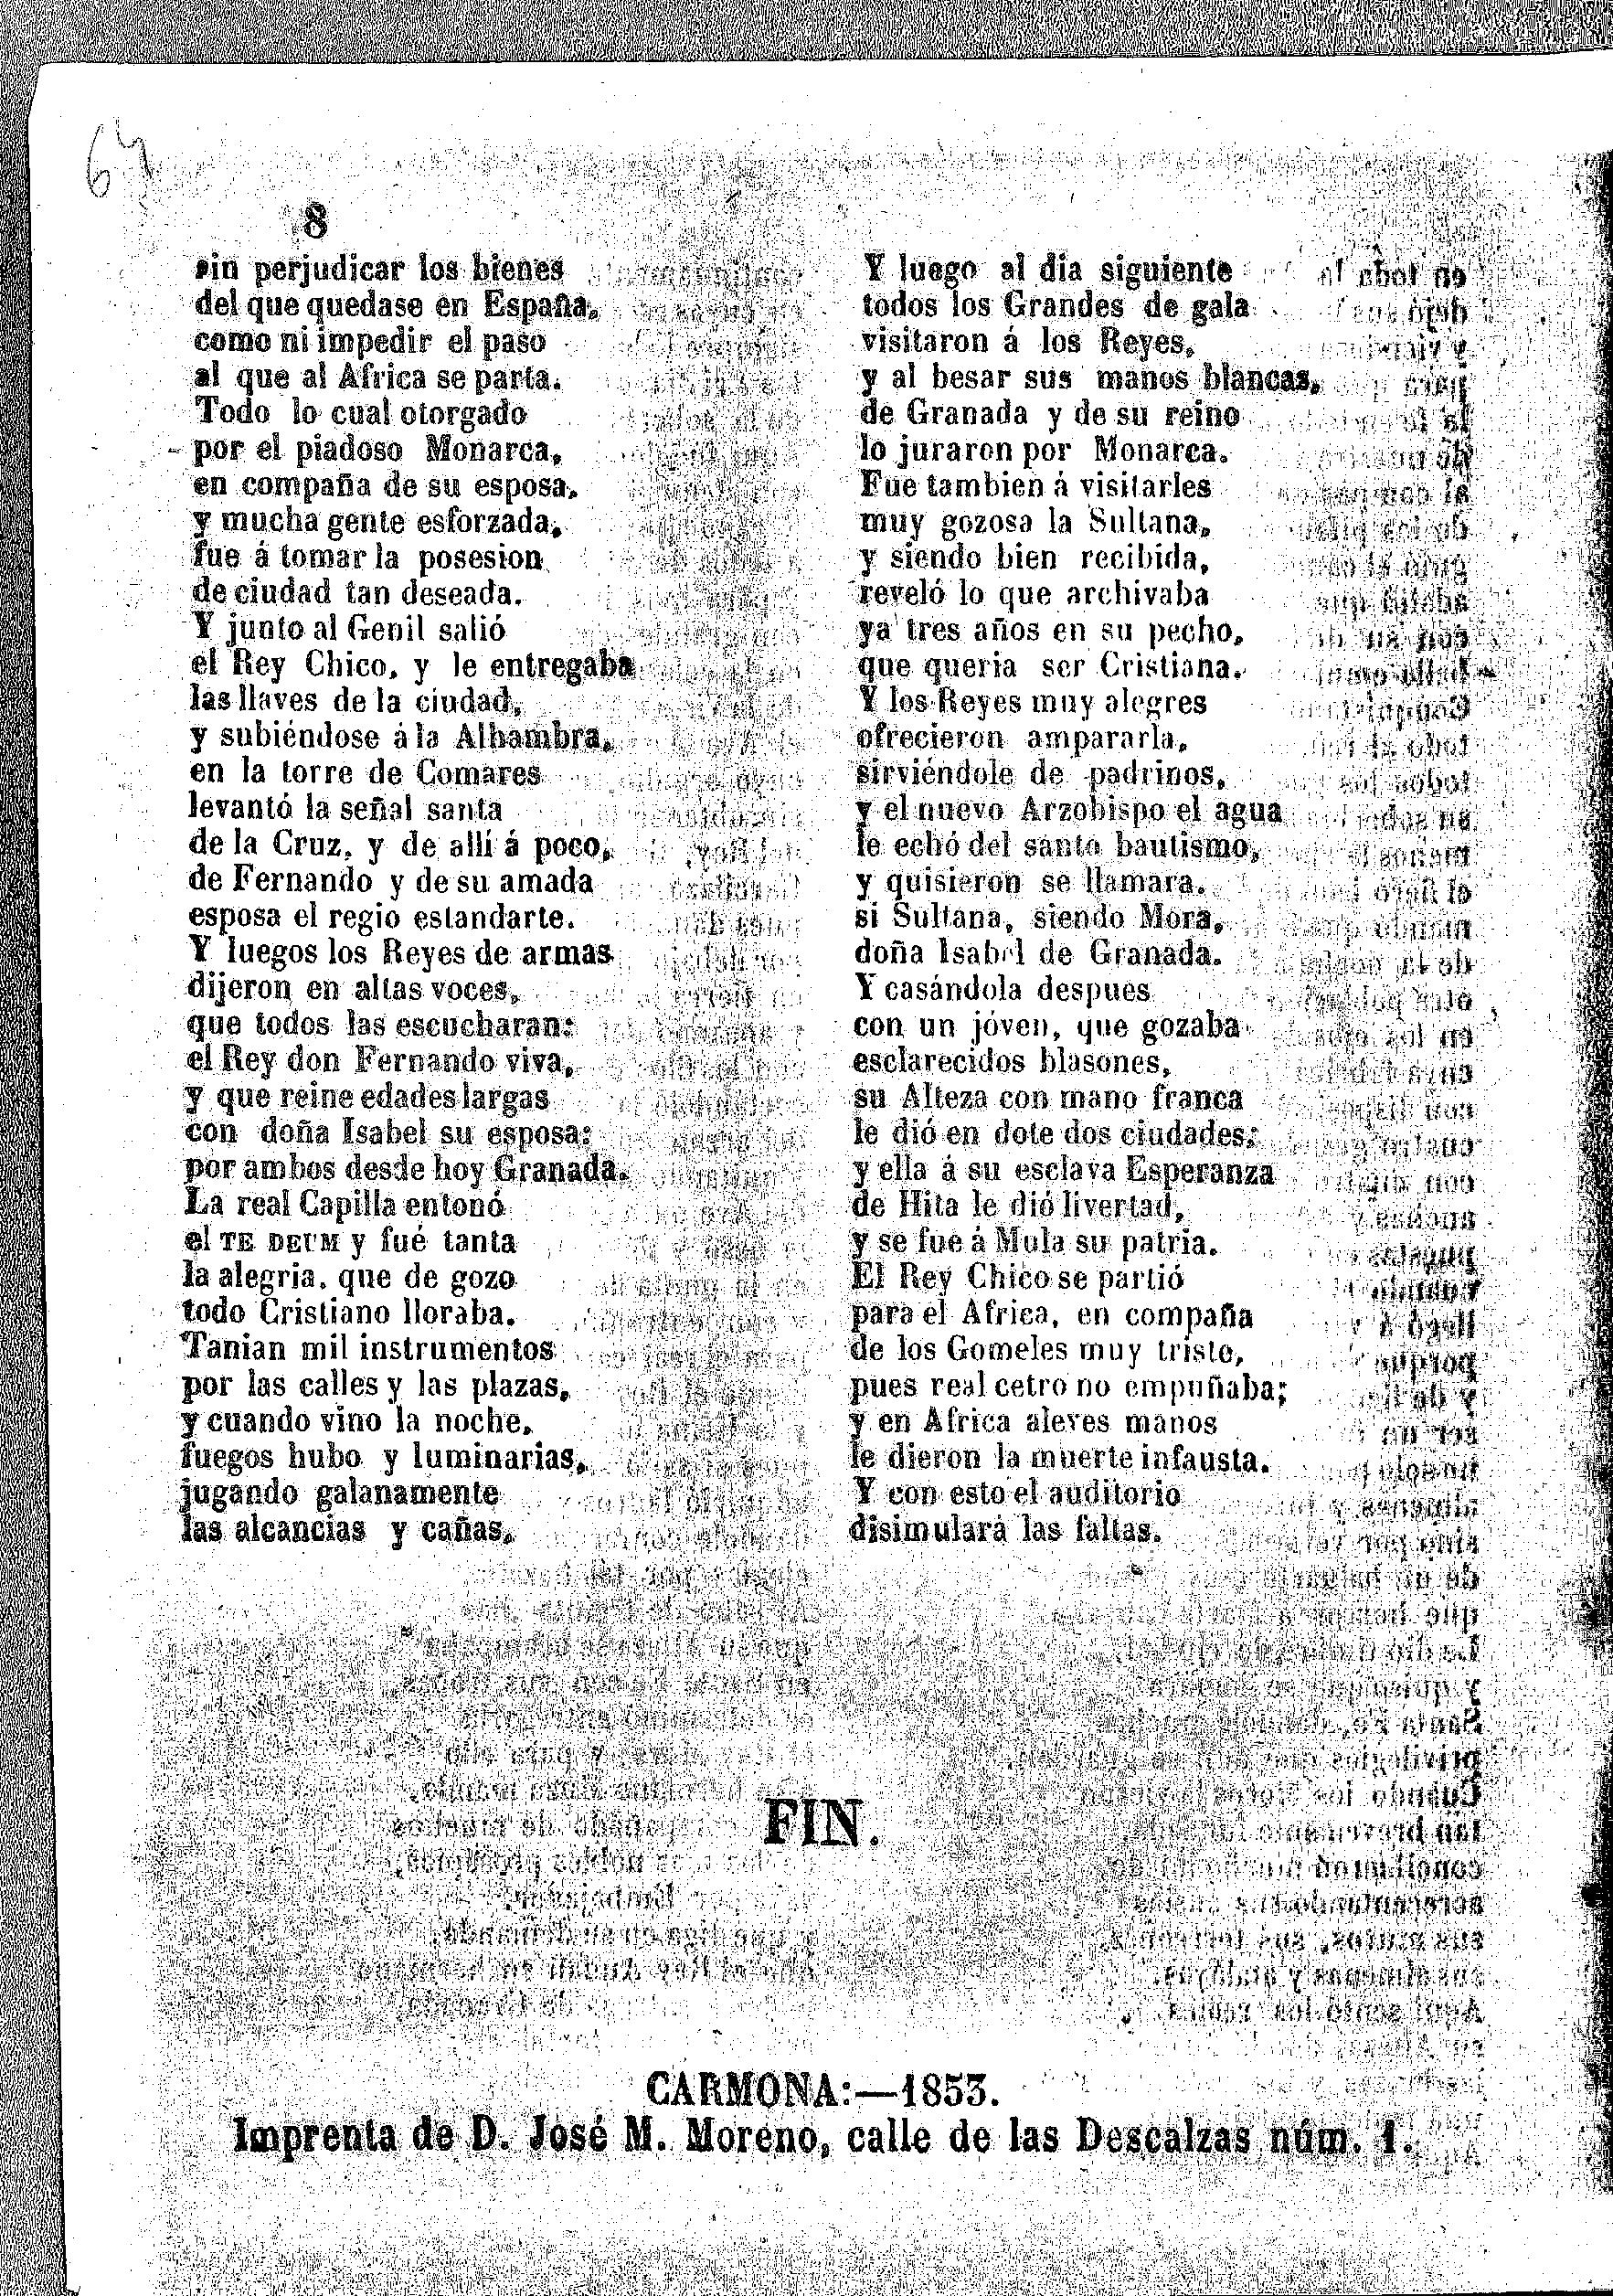 64
8
sin perjudicar los bienes
del que quedase en España,
como ni impedir el paso
al que al Africa se parta.
Todo lo cual otorgado
por el piadoso Monarca,
en compaña de su esposa,
y mucha gente esforzada,
fue á tomar la posesion
de ciudad tan deseada.
Y junto al Genil salió
el Rey Chico, y le entregaba
las llaves de la ciudad,
y subiéndose á la Alhambra,
en la torre de Comares
levantó la señal santa
de la Cruz, y de allí á poco,
de Fernando y de su amada
esposa el regio estandarte.
Y luegos los Reyes de armas
dijeron en altas voces,
que todos las escucharan:
el Rey don Fernando viva,
y que reine edades largas
con doña Isabel su esposa:
por ambos desde hoy Granada.
La real Capilla entonó
el TE DEUM y fué tanta
la alegria, que de gozo
todo Cristiano lloraba.
Tanian mil instrumentos
por las calles y las plazas,
y cuando vino la noche,
fuegos hubo y luminarias,
jugando galanamente
las alcancias y cañas,
Y luego al dia siguiente
todos los Grandes de gala
visitaron á los Reyes,
y al besar sus manos blancas,
de Granada y de su reino
lo juraron por Monarca.
Fue tambien á visitarles
muy gozosa la Sultana,
y siendo bien recibida,
reveló lo que archivaba
ya tres años en su pecho,
que queria ser Cristiana.
Y los Reyes muy alegres
ofrecieron ampararla,
sirviéndole de padrinos,
y el nuevo Arzobispo el agua
le echó del santo bautismo,
y quisieron se llamara,
si Sultana, siendo Mora,
doña Isabel de Granada.
Y casándola despues
con un jóven, que gozaba
esclarecidos blasones,
su Alteza con mano franca
le dió en dote dos ciudades;
y ella á su esclava Esperanza
de Hita le dió livertad,
y se fue á Mula su patria.
El Rey Chico se partió
para el Africa, en compaña
de los Gomeles muy triste,
pues real cetro no empuñaba;
y en Africa aleves manos
le dieron la muerte infausta.
Y con esto el auditorio
disimulará las faltas.
FIN.
CARMONA:—1853.
Imprenta de D. José M. Moreno, calle de las Descalzas núm. 1.